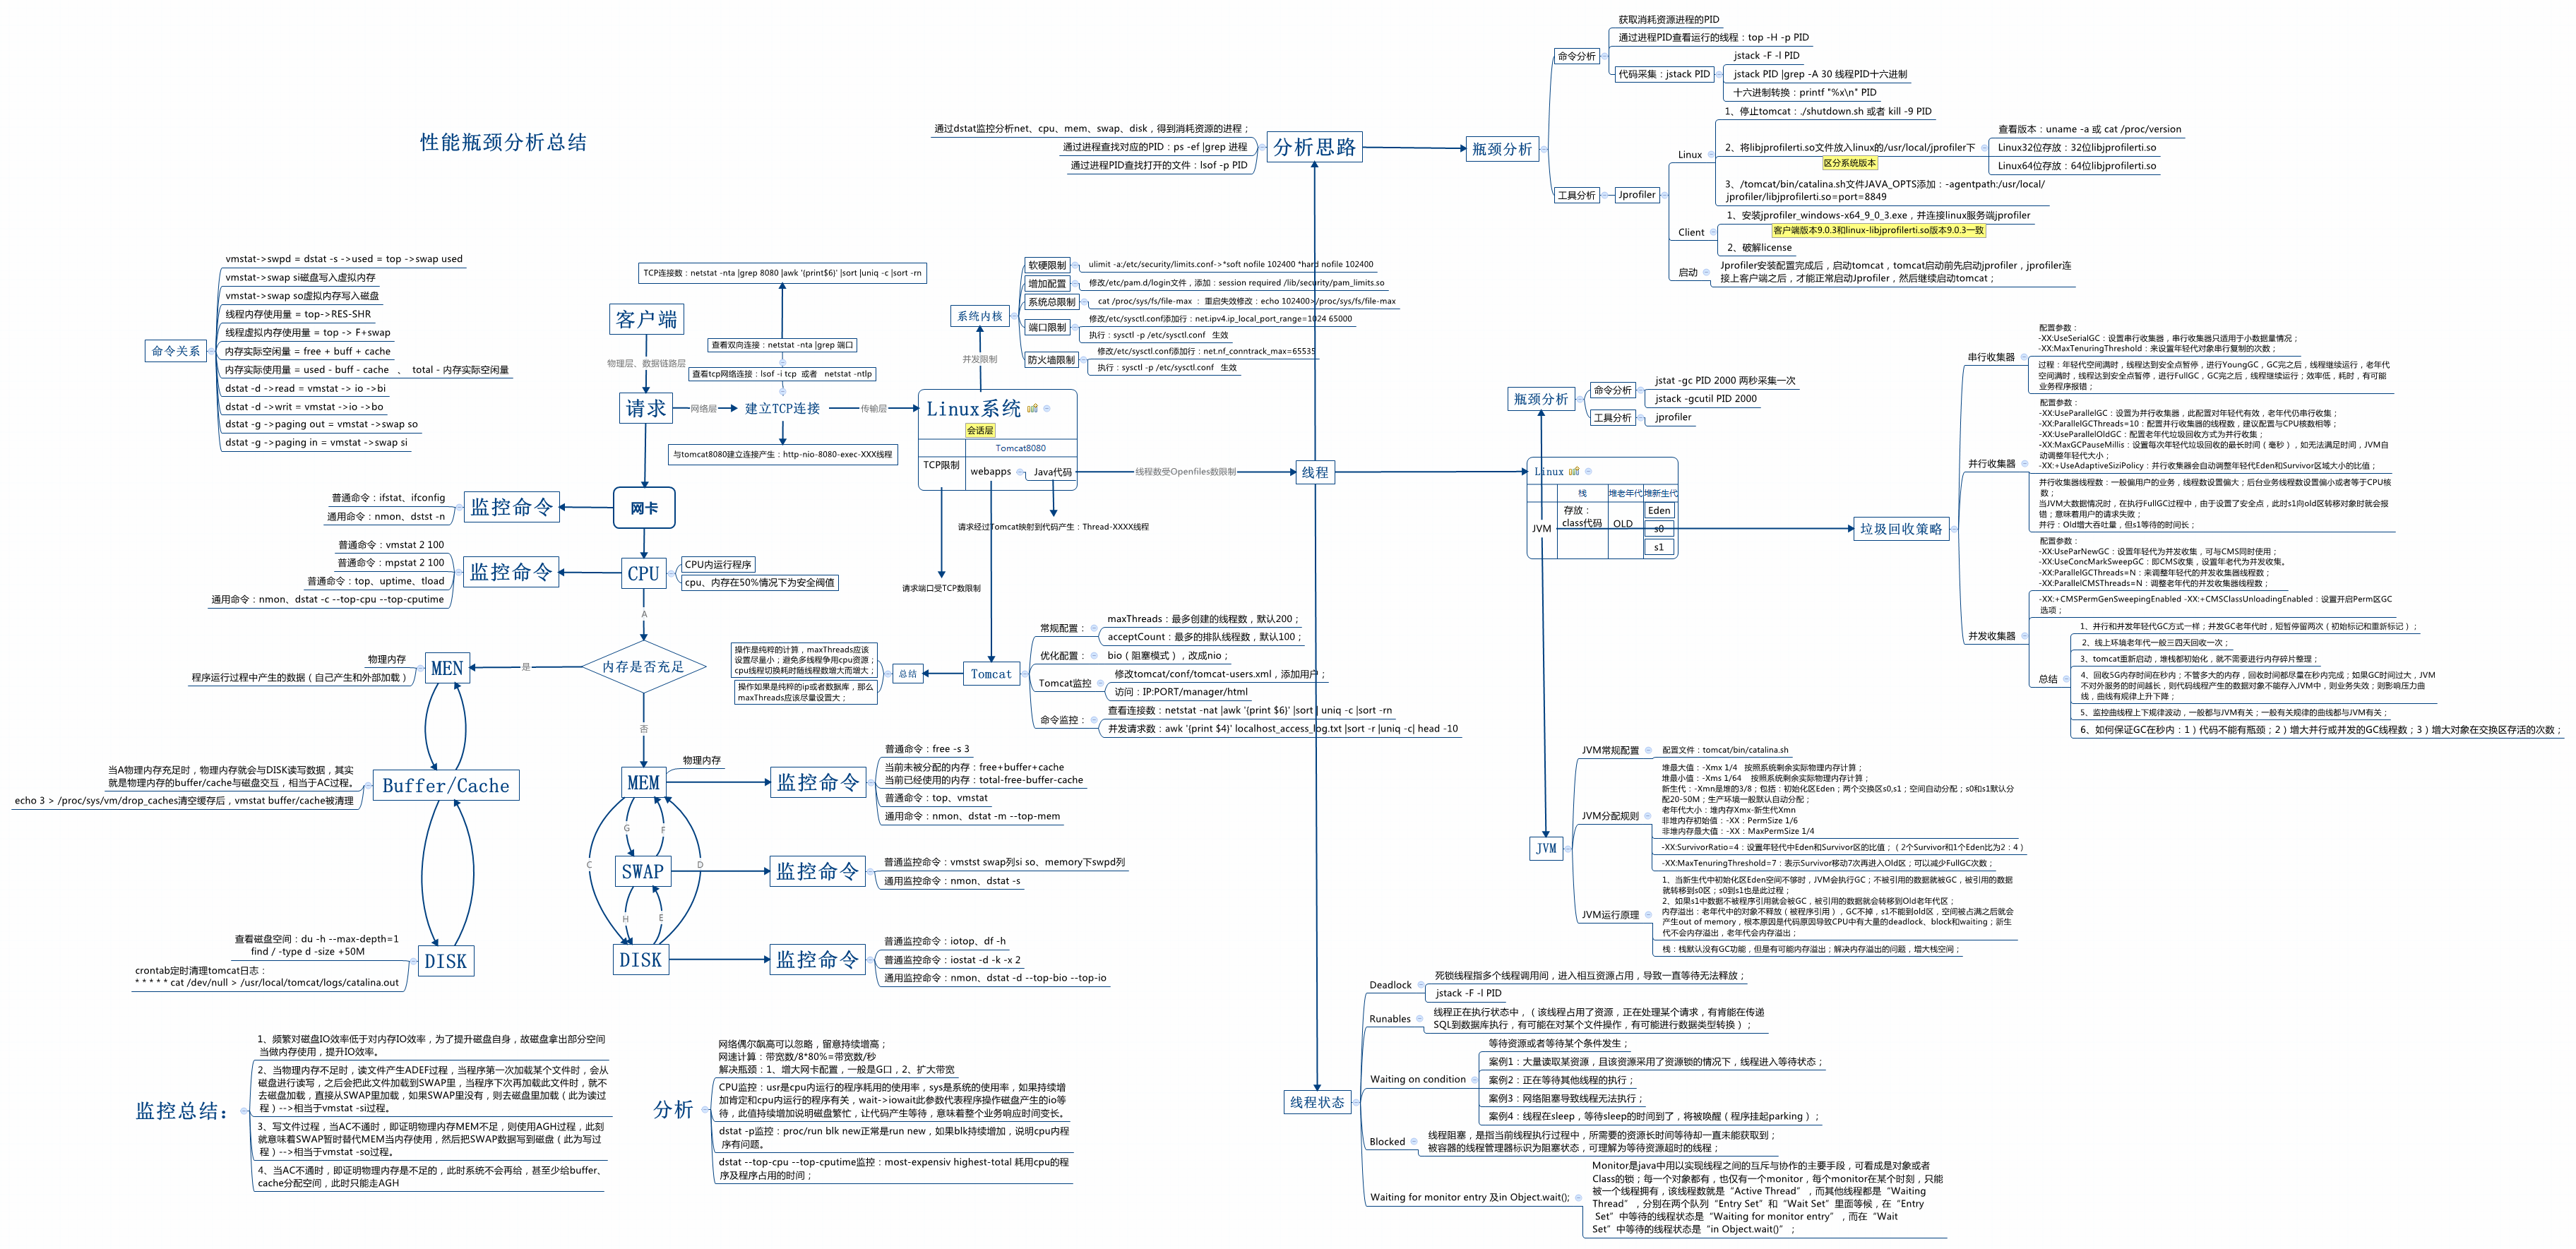 性能瓶颈分析总结
通过dstat监控分析net、cpu、mem、swap、disk，得到消耗资源的进程；
通过进程查找对应的PID：ps -ef |grep 进程
通过进程PID查找打开的文件：lsof -p PID
分析思路
瓶颈分析
命令分析
获取消耗资源进程的PID
通过进程PID查看运行的线程：top -H -p PID
代码采集：jstack PID
jstack -F -l PID
jstack PID |grep -A 30 线程PID十六进制
十六进制转换：printf "%x\n" PID
工具分析
Jprofiler
Linux
1、停止tomcat：./shutdown.sh 或者 kill -9 PID
2、将libjprofilerti.so文件放入linux的/usr/local/jprofiler下
区分系统版本
查看版本：uname -a 或 cat /proc/version
Linux32位存放：32位libjprofilerti.so
Linux64位存放：64位libjprofilerti.so
3、/tomcat/bin/catalina.sh文件JAVA_OPTS添加：-agentpath:/usr/local/
jprofiler/libjprofilerti.so=port=8849
Client
1、安装jprofiler_windows-x64_9_0_3.exe，并连接linux服务端jprofiler
客户端版本9.0.3和linux-libjprofilerti.so版本9.0.3一致
2、破解license
启动
Jprofiler安装配置完成后，启动tomcat，tomcat启动前先启动jprofiler，jprofiler连
接上客户端之后，才能正常启动Jprofiler，然后继续启动tomcat；
命令关系
vmstat->swpd = dstat -s ->used = top ->swap used
vmstat->swap si磁盘写入虚拟内存
vmstat->swap so虚拟内存写入磁盘
线程内存使用量 = top->RES-SHR
线程虚拟内存使用量 = top -> F+swap
内存实际空闲量 = free + buff + cache
内存实际使用量 = used - buff - cache 、 total - 内存实际空闲量
dstat -d ->read = vmstat -> io ->bi
dstat -d ->writ = vmstat ->io ->bo
dstat -g ->paging out = vmstat ->swap so
dstat -g ->paging in = vmstat ->swap si
TCP连接数：netstat -nta |grep 8080 |awk '(print$6)' |sort |uniq -c |sort -rn
客户端
物理层、数据链路层
查看双向连接：netstat -nta |grep 端口
查看tcp网络连接：lsof -i tcp 或者 netstat -ntlp
请求
网络层
建立TCP连接
传输层
与tomcat8080建立连接产生：http-nio-8080-exec-XXX线程
系统内核
并发限制
软硬限制
ulimit -a:/etc/security/limits.conf->*soft nofile 102400 *hard nofile 102400
增加配置
修改/etc/pam.d/login文件，添加：session required /lib/security/pam_limits.so
系统总限制
cat /proc/sys/fs/file-max ： 重启失效修改：echo 102400>/proc/sys/fs/file-max
端口限制
修改/etc/sysctl.conf添加行：net.ipv4.ip_local_port_range=1024 65000
执行：sysctl -p /etc/sysctl.conf 生效
防火墙限制
修改/etc/sysctl.conf添加行：net.nf_conntrack_max=65535
执行：sysctl -p /etc/sysctl.conf 生效
Linux系统
会话层
TCP限制
Tomcat8080
webapps
Java代码
线程数受Openfiles数限制
线程
请求经过Tomcat映射到代码产生：Thread-XXXX线程
请求端口受TCP数限制
瓶颈分析
命令分析
jstat -gc PID 2000 两秒采集一次
jstack -gcutil PID 2000
工具分析
jprofiler
Linux
栈
堆老年代
堆新生代
JVM
存放：
class代码
OLD
Eden
s0
s1
垃圾回收策略
串行收集器
配置参数：
-XX:UseSerialGC：设置串行收集器，串行收集器只适用于小数据量情况；
-XX:MaxTenuringThreshold：来设置年轻代对象串行复制的次数；
过程：年轻代空间满时，线程达到安全点暂停，进行YoungGC，GC完之后，线程继续运行，老年代
空间满时，线程达到安全点暂停，进行FullGC，GC完之后，线程继续运行；效率低，耗时，有可能
业务程序报错；
并行收集器
配置参数：
-XX:UseParallelGC：设置为并行收集器，此配置对年轻代有效，老年代仍串行收集；
-XX:ParallelGCThreads=10：配置并行收集器的线程数，建议配置与CPU核数相等；
-XX:UseParallelOldGC：配置老年代垃圾回收方式为并行收集；
-XX:MaxGCPauseMillis：设置每次年轻代垃圾回收的最长时间（毫秒），如无法满足时间，JVM自
动调整年轻代大小；
-XX:+UseAdaptiveSiziPolicy：并行收集器会自动调整年轻代Eden和Survivor区域大小的比值；
并行收集器线程数：一般偏用户的业务，线程数设置偏大；后台业务线程数设置偏小或者等于CPU核
数；
当JVM大数据情况时，在执行FullGC过程中，由于设置了安全点，此时s1向old区转移对象时就会报
错；意味着用户的请求失效；
并行：Old增大吞吐量，但s1等待的时间长；
并发收集器
配置参数：
-XX:UseParNewGC：设置年轻代为并发收集，可与CMS同时使用；
-XX:UseConcMarkSweepGC：即CMS收集，设置年老代为并发收集。
-XX:ParallelGCThreads=N：来调整年轻代的并发收集器线程数；
-XX:ParallelCMSThreads=N：调整老年代的并发收集器线程数；
-XX:+CMSPermGenSweepingEnabled -XX:+CMSClassUnloadingEnabled：设置开启Perm区GC
选项；
总结
1、并行和并发年轻代GC方式一样；并发GC老年代时，短暂停留两次（初始标记和重新标记）；
2、线上环境老年代一般三四天回收一次；
3、tomcat重新启动，堆栈都初始化，就不需要进行内存碎片整理；
4、回收5G内存时间在秒内；不管多大的内存，回收时间都尽量在秒内完成；如果GC时间过大，JVM
不对外服务的时间越长，则代码线程产生的数据对象不能存入JVM中，则业务失效；则影响压力曲
线，曲线有规律上升下降；
5、监控曲线程上下规律波动，一般都与JVM有关；一般有关规律的曲线都与JVM有关；
6、如何保证GC在秒内：1）代码不能有瓶颈；2）增大并行或并发的GC线程数；3）增大对象在交换区存活的次数；
普通命令：ifstat、ifconfig
通用命令：nmon、dstst -n
监控命令
网卡
普通命令：vmstat 2 100
普通命令：mpstat 2 100
普通命令：top、uptime、tload
通用命令：nmon、dstat -c --top-cpu --top-cputime
监控命令
CPU
CPU内运行程序
cpu、内存在50%情况下为安全阀值
A
内存是否充足
是
否
物理内存
程序运行过程中产生的数据（自己产生和外部加载）
MEN
当A物理内存充足时，物理内存就会与DISK读写数据，其实
就是物理内存的buffer/cache与磁盘交互，相当于AC过程。
echo 3 > /proc/sys/vm/drop_caches清空缓存后，vmstat buffer/cache被清理
Buffer/Cache
查看磁盘空间：du -h --max-depth=1
find / -type d -size +50M
crontab定时清理tomcat日志：
* * * * * cat /dev/null > /usr/local/tomcat/logs/catalina.out
DISK
MEM
物理内存
监控命令
普通命令：free -s 3
当前未被分配的内存：free+buffer+cache
当前已经使用的内存：total-free-buffer-cache
普通命令：top、vmstat
通用命令：nmon、dstat -m --top-mem
G
F
C
D
SWAP
监控命令
普通监控命令：vmstst swap列si so、memory下swpd列
通用监控命令：nmon、dstat -s
H
E
DISK
监控命令
普通监控命令：iotop、df -h
普通监控命令：iostat -d -k -x 2
通用监控命令：nmon、dstat -d --top-bio --top-io
操作是纯粹的计算，maxThreads应该
设置尽量小；避免多线程争用cpu资源；
cpu线程切换耗时随线程数增大而增大；
操作如果是纯粹的ip或者数据库，那么
maxThreads应该尽量设置大；
总结
Tomcat
常规配置：
maxThreads：最多创建的线程数，默认200；
acceptCount：最多的排队线程数，默认100；
优化配置：
bio（阻塞模式），改成nio；
Tomcat监控
修改tomcat/conf/tomcat-users.xml，添加用户；
访问：IP:PORT/manager/html
命令监控：
查看连接数：netstat -nat |awk '{print $6}' |sort | uniq -c |sort -rn
并发请求数：awk '{print $4}' localhost_access_log.txt |sort -r |uniq -c| head -10
JVM
JVM常规配置
配置文件：tomcat/bin/catalina.sh
JVM分配规则
堆最大值：-Xmx 1/4 按照系统剩余实际物理内存计算；
堆最小值：-Xms 1/64 按照系统剩余实际物理内存计算；
新生代：-Xmn是堆的3/8；包括：初始化区Eden；两个交换区s0,s1；空间自动分配；s0和s1默认分
配20-50M；生产环境一般默认自动分配；
老年代大小：堆内存Xmx-新生代Xmn
非堆内存初始值：-XX：PermSize 1/6
非堆内存最大值：-XX：MaxPermSize 1/4
-XX:SurvivorRatio=4：设置年轻代中Eden和Survivor区的比值；（2个Survivor和1个Eden比为2：4）
-XX:MaxTenuringThreshold=7：表示Survivor移动7次再进入Old区；可以减少FullGC次数；
JVM运行原理
1、当新生代中初始化区Eden空间不够时，JVM会执行GC；不被引用的数据就被GC，被引用的数据
就转移到s0区；s0到s1也是此过程；
2、如果s1中数据不被程序引用就会被GC，被引用的数据就会转移到Old老年代区；
内存溢出：老年代中的对象不释放（被程序引用），GC不掉，s1不能到old区，空间被占满之后就会
产生out of memory，根本原因是代码原因导致CPU中有大量的deadlock、block和waiting；新生
代不会内存溢出，老年代会内存溢出；
栈：栈默认没有GC功能，但是有可能内存溢出；解决内存溢出的问题，增大栈空间；
线程状态
Deadlock
死锁线程指多个线程调用间，进入相互资源占用，导致一直等待无法释放；
jstack -F -l PID
Runables
线程正在执行状态中，（该线程占用了资源，正在处理某个请求，有肯能在传递
SQL到数据库执行，有可能在对某个文件操作，有可能进行数据类型转换）；
Waiting on condition
等待资源或者等待某个条件发生；
案例1：大量读取某资源，且该资源采用了资源锁的情况下，线程进入等待状态；
案例2：正在等待其他线程的执行；
案例3：网络阻塞导致线程无法执行；
案例4：线程在sleep，等待sleep的时间到了，将被唤醒（程序挂起parking）；
Blocked
线程阻塞，是指当前线程执行过程中，所需要的资源长时间等待却一直未能获取到；
被容器的线程管理器标识为阻塞状态，可理解为等待资源超时的线程；
Waiting for monitor entry 及in Object.wait();
Monitor是java中用以实现线程之间的互斥与协作的主要手段，可看成是对象或者
Class的锁；每一个对象都有，也仅有一个monitor，每个monitor在某个时刻，只能
被一个线程拥有，该线程数就是“Active Thread”，而其他线程都是“Waiting
Thread”，分别在两个队列“Entry Set”和“Wait Set”里面等候，在“Entry
Set”中等待的线程状态是“Waiting for monitor entry”，而在“Wait
Set”中等待的线程状态是“in Object.wait()”；
监控总结：
1、频繁对磁盘IO效率低于对内存IO效率，为了提升磁盘自身，故磁盘拿出部分空间
当做内存使用，提升IO效率。
2、当物理内存不足时，读文件产生ADEF过程，当程序第一次加载某个文件时，会从
磁盘进行读写，之后会把此文件加载到SWAP里，当程序下次再加载此文件时，就不
去磁盘加载，直接从SWAP里加载，如果SWAP里没有，则去磁盘里加载（此为读过
程）-->相当于vmstat -si过程。
3、写文件过程，当AC不通时，即证明物理内存MEM不足，则使用AGH过程，此刻
就意味着SWAP暂时替代MEM当内存使用，然后把SWAP数据写到磁盘（此为写过
程）-->相当于vmstat -so过程。
4、当AC不通时，即证明物理内存是不足的，此时系统不会再给，甚至少给buffer、
cache分配空间，此时只能走AGH
分析
网络偶尔飙高可以忽略，留意持续增高；
网速计算：带宽数/8*80%=带宽数/秒
解决瓶颈：1、增大网卡配置，一般是G口，2、扩大带宽
CPU监控：usr是cpu内运行的程序耗用的使用率，sys是系统的使用率，如果持续增
加肯定和cpu内运行的程序有关，wait->iowait此参数代表程序操作磁盘产生的io等
待，此值持续增加说明磁盘繁忙，让代码产生等待，意味着整个业务响应时间变长。
dstat -p监控：proc/run blk new正常是run new，如果blk持续增加，说明cpu内程
序有问题。
dstat --top-cpu --top-cputime监控：most-expensiv highest-total 耗用cpu的程
序及程序占用的时间；